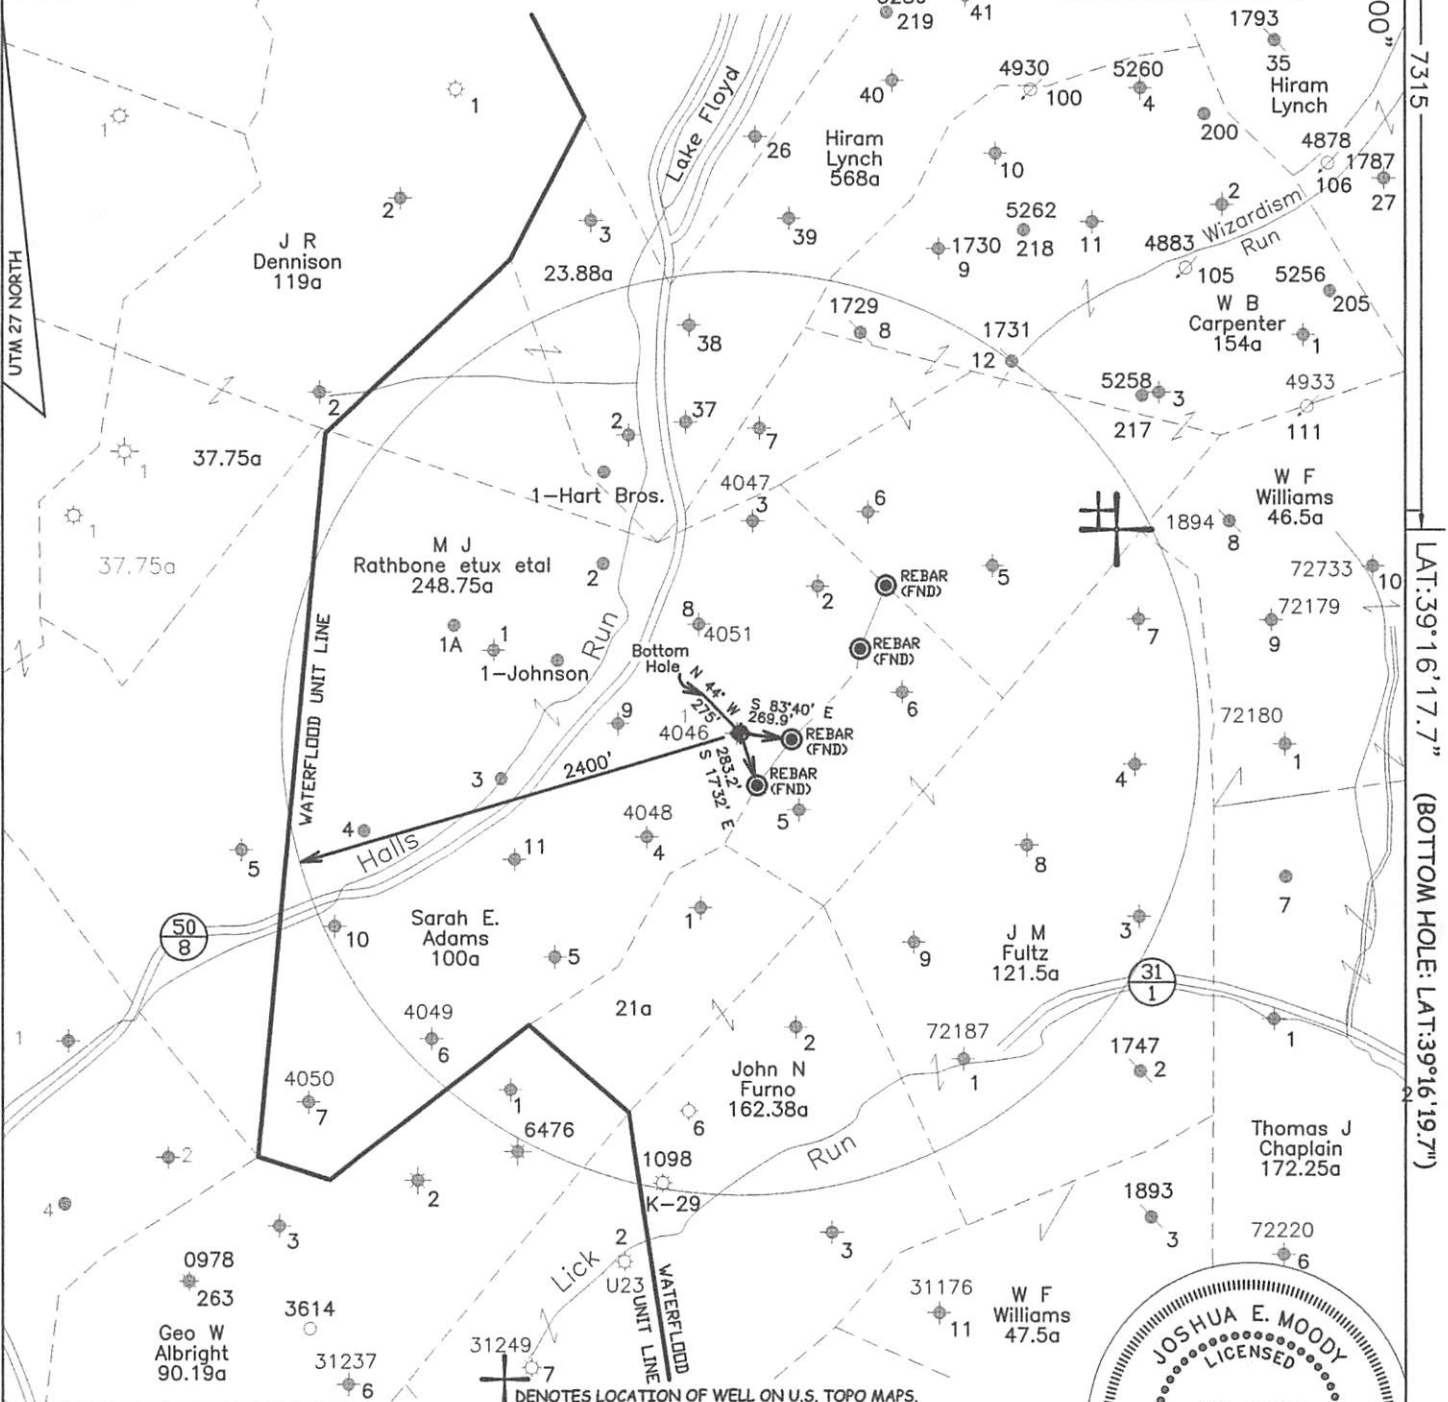 219
41
1793
35
Hiram
Lynch
7315
00"
Lake Floyd
40
4930
100
5260
4
200
26
Hiram
Lynch
568a
10
4878
106
1787
27
1
1
2
3
39
5262
218
11
2
Wizardism
Run
1730
9
4883
105
5256
205
J R
Dennison
119a
UTM 27 NORTH
23.88a
38
1729
8
1731
12
W B
Carpenter
154a
1
2
2
37
7
5258
3
217
4933
111
37.75a
1
1-Hart Bros.
4047
3
6
W F
Williams
46.5a
1894
8
1
37.75a
M J
Rathbone etux etal
248.75a
2
2
REBAR
(FND)
5
72733
10
72179
9
7
1A
1
1-Johnson
Run
8
4051
Bottom
Hole
REBAR
(FND)
6
N 44° W
275'
S 83°40' E
269.9'
REBAR
(FND)
1
4046
9
72180
1
WATERFLOOD UNIT LINE
3
2400'
283.2'
S 17°32' E
REBAR
(FND)
5
4
4
Halls
5
11
4048
4
8
7
50
8
10
Sarah E.
Adams
100a
5
1
9
J M
Fultz
121.5a
3
31
1
1
1
4049
6
21a
2
72187
1
1747
2
2
4050
7
1
6476
John N
Furno
162.38a
6
Run
Thomas J
Chaplain
172.25a
2
4
2
1098
K-29
3
3
1893
3
72220
6
0978
263
2
U23
Lick
WATERFLOOD
UNIT LINE
31176
11
W F
Williams
47.5a
Geo W
Albright
90.19a
3614
31237
6
31249
7
DENOTES LOCATION OF WELL ON U.S. TOPO MAPS.
JOSHUA E. MOODY
LICENSED
LAT:39°16'17.7" (BOTTOM HOLE: LAT:39°16'19.7")